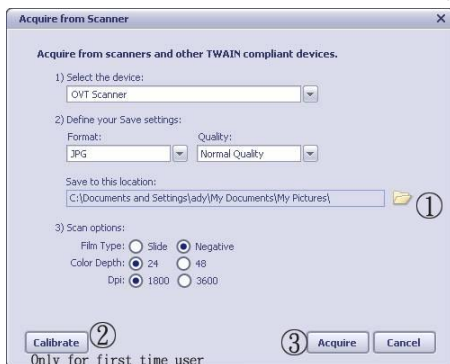 Acquire from Scanner
Acquire from scanners and other TWAIN compliant devices.
1) Select the device:
OVT Scanner
2) Define your Save settings:
Format: Quality:
JPG Normal Quality
Save to this location:
C:\Documents and Settings\ady\My Documents\My Pictures\
①
3) Scan options:
Film Type: Slide Negative
Color Depth: 24 48
Dpi: 1800 3600
Calibrate ② ③ Acquire Cancel
Only for first time user